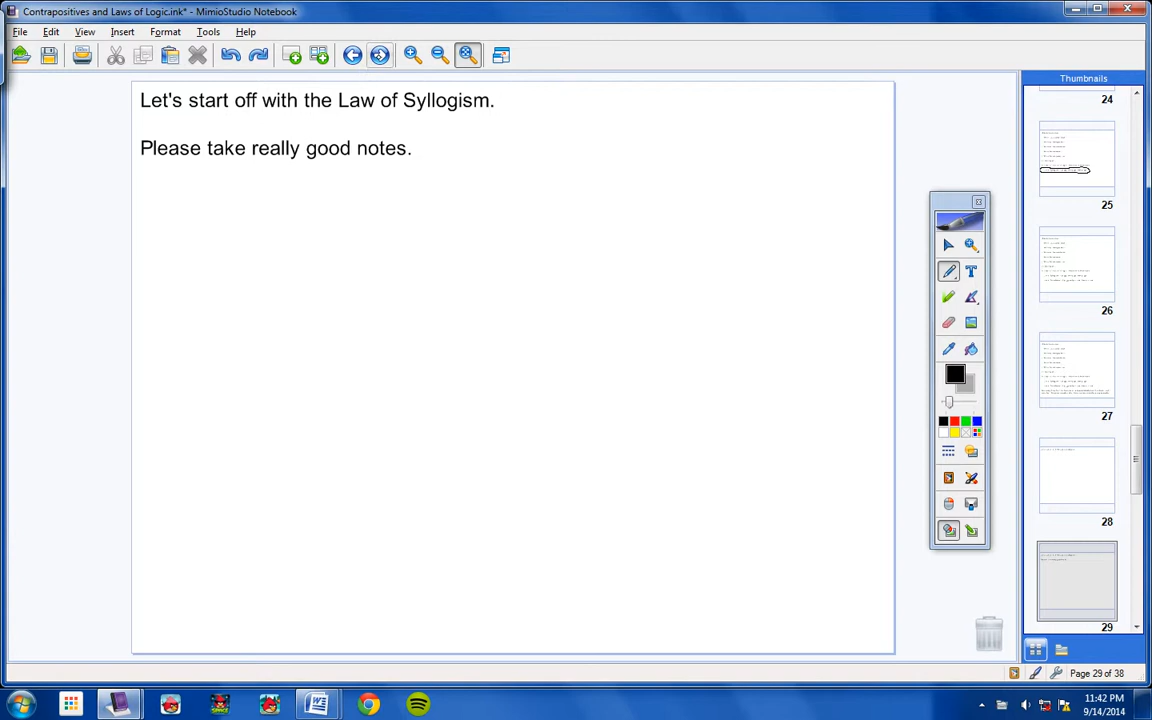 Contrapositives and Laws of Logic.ink* - MimioStudio Notebook
File Edit View Insert Format Tools Help
Let's start off with the Law of Syllogism.
Please take really good notes.
Thumbnails
24
25
26
27
28
29
Page 29 of 38
11:42 PM
9/14/2014